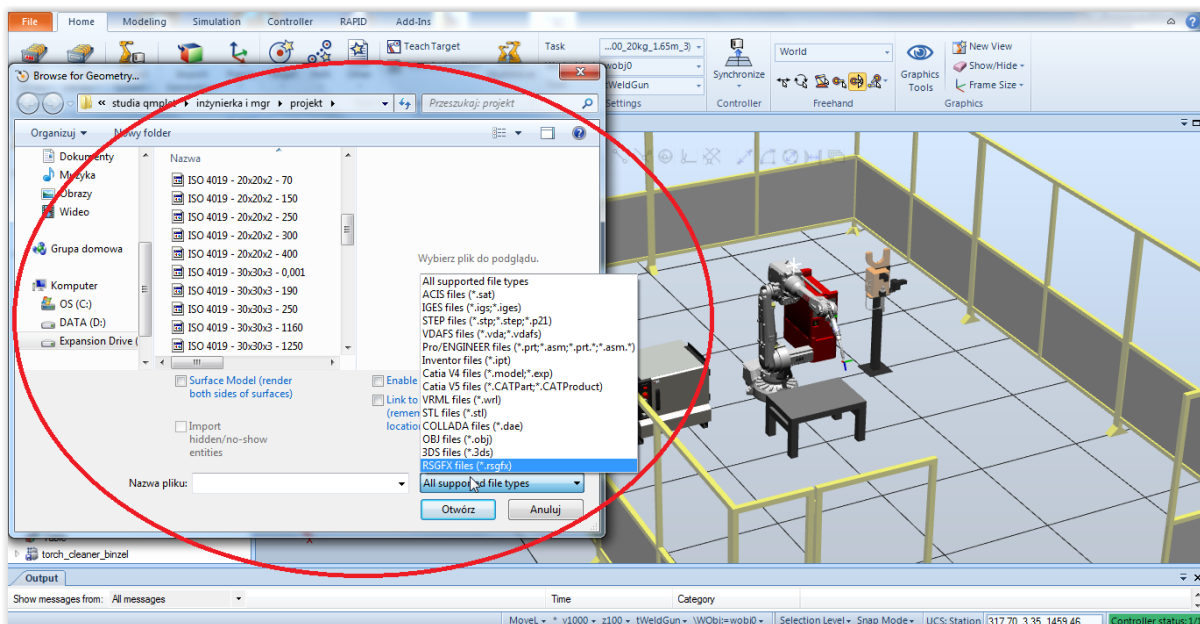 File Home Modeling Simulation Controller RAPID Add-Ins
Teach Target
Task ...00_20kg_1.65m_3)
wobj0
tWeldGun
Settings
Synchronize
Controller
World
Freehand
Graphics Tools
New View
Show/Hide
Frame Size
Graphics
Browse for Geometry...
« studia qmplet inżynierka i mgr projekt
Przeszukaj: projekt
Organizuj Nowy folder
Dokumenty
Muzyka
Obrazy
Wideo
Grupa domowa
Komputer
OS (C:)
DATA (D:)
Expansion Drive (
Nazwa
ISO 4019 - 20x20x2 - 70
ISO 4019 - 20x20x2 - 150
ISO 4019 - 20x20x2 - 250
ISO 4019 - 20x20x2 - 300
ISO 4019 - 20x20x2 - 400
ISO 4019 - 30x30x3 - 0,001
ISO 4019 - 30x30x3 - 190
ISO 4019 - 30x30x3 - 250
ISO 4019 - 30x30x3 - 1160
ISO 4019 - 30x30x3 - 1250
Wybierz plik do podglądu.
All supported file types
ACIS files (*.sat)
IGES files (*.igs;*.iges)
STEP files (*.stp;*.step;*.p21)
VDAFS files (*.vda;*.vdafs)
Pro/ENGINEER files (*.prt;*.asm;*.prt.*;*.asm.*)
Inventor files (*.ipt)
Catia V4 files (*.model;*.exp)
Catia V5 files (*.CATPart;*.CATProduct)
VRML files (*.wrl)
STL files (*.stl)
COLLADA files (*.dae)
OBJ files (*.obj)
3DS files (*.3ds)
RSGFX files (*.rsgfx)
Surface Model (render
both sides of surfaces)
Import
hidden/no-show
entities
Enable
Link to
(remem
location
Nazwa pliku:
All supported file types
Otwórz Anuluj
torch_cleaner_binzel
Output
Show messages from: All messages Time Category
MoveL * v1000 z100 tWeldGun \WObj:=wobj0 Selection Level Snap Mode UCS: Station 317.70 3.35 1459.46 Controller status: 1/1